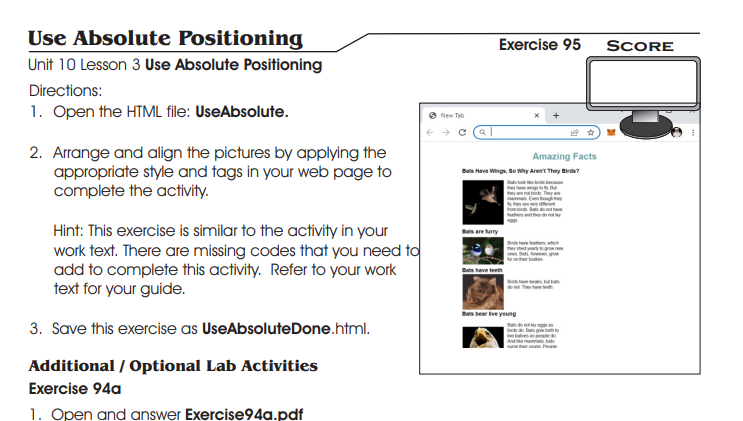 Use Absolute Positioning
Exercise 95 SCORE
Unit 10 Lesson 3 Use Absolute Positioning
Directions:
1. Open the HTML file: UseAbsolute.
2. Arrange and align the pictures by applying the
appropriate style and tags in your web page to
complete the activity.
Hint: This exercise is similar to the activity in your
work text. There are missing codes that you need to
add to complete this activity. Refer to your work
text for your guide.
3. Save this exercise as UseAbsoluteDone.html.
Additional / Optional Lab Activities
Exercise 94a
1. Open and answer Exercise94a.pdf
New Tab
Amazing Facts
Bats Have Wings, So Why Aren't They Birds?
Bats look like birds because
they have wings to fly. But
they are not birds. They are
mammals. Even though they
fly, they are very different
from birds. Bats do not have
feathers and they do not lay
eggs.
Bats are furry
Birds have feathers, which
they shed yearly to grow new
ones. Bats, however, grow
fur on their bodies.
Bats have teeth
Birds have beaks, but bats
do not. They have teeth.
Bats bear live young
Bats do not lay eggs as
birds do. Bats give birth to
live babies as people do.
And like mammals, bats
nurse their young. People